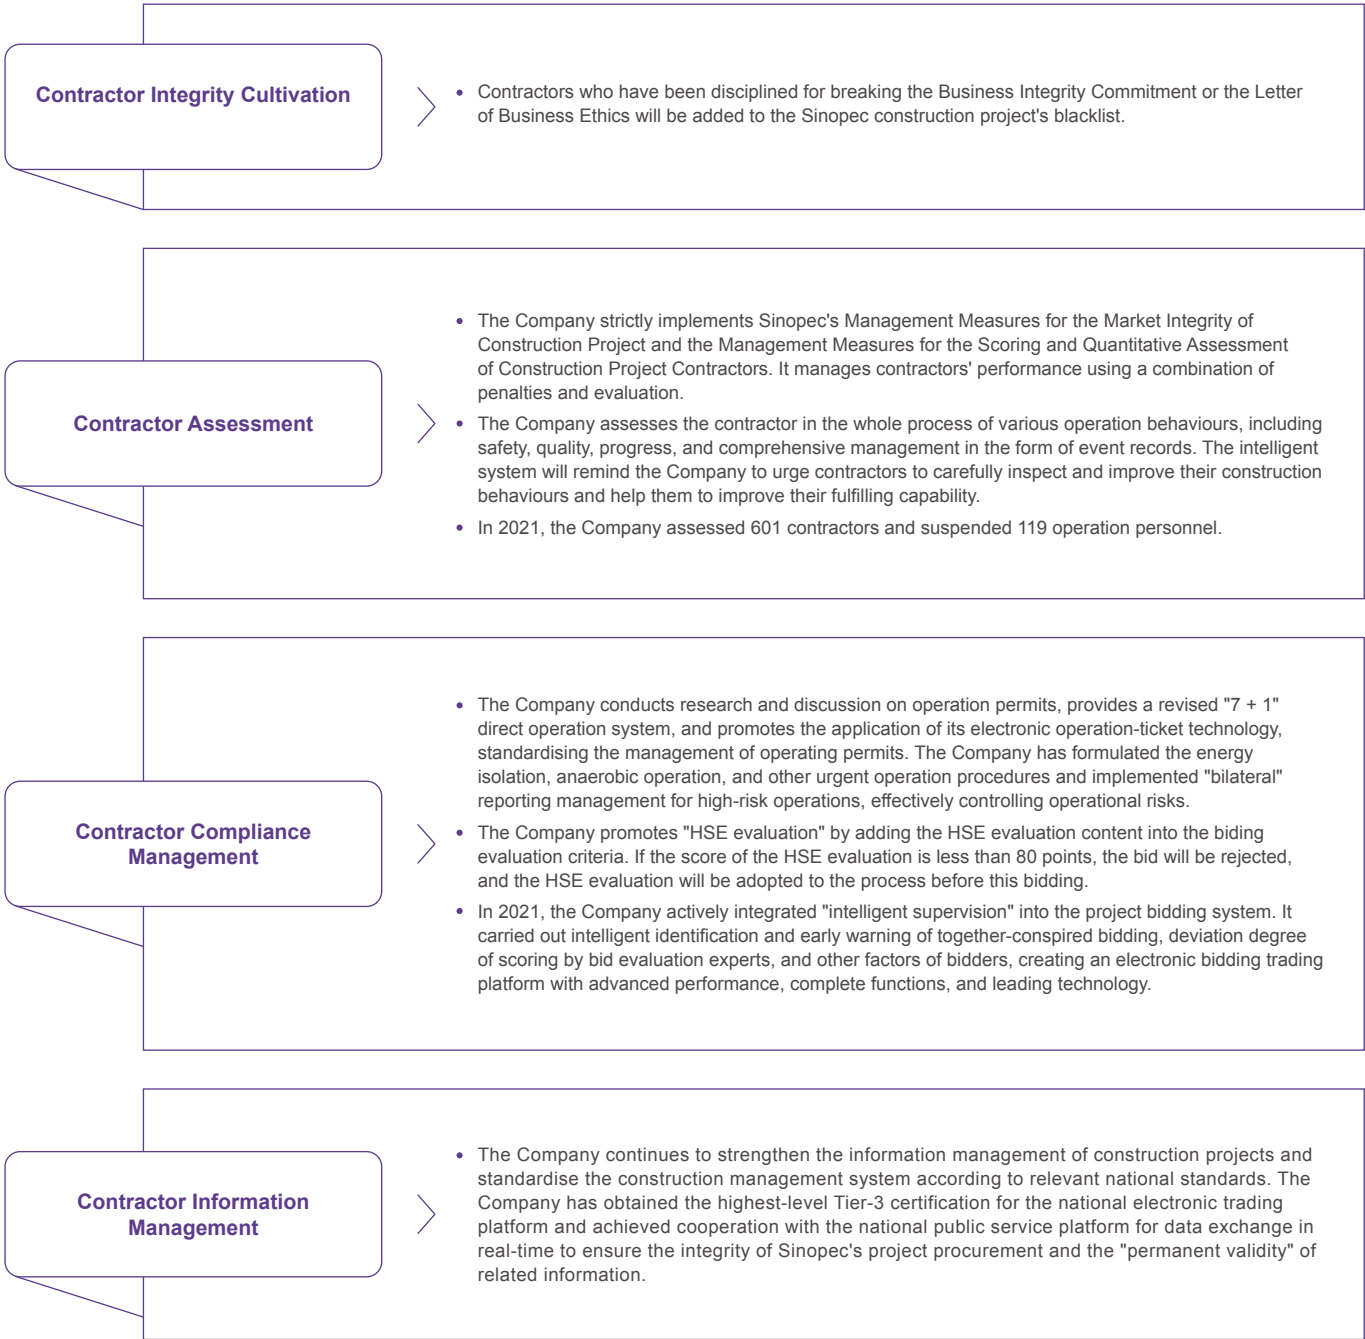 Contractor Integrity Cultivation
• Contractors who have been disciplined for breaking the Business Integrity Commitment or the Letter
of Business Ethics will be added to the Sinopec construction project's blacklist.
Contractor Assessment
• The Company strictly implements Sinopec's Management Measures for the Market Integrity of
Construction Project and the Management Measures for the Scoring and Quantitative Assessment
of Construction Project Contractors. It manages contractors' performance using a combination of
penalties and evaluation.
• The Company assesses the contractor in the whole process of various operation behaviours, including
safety, quality, progress, and comprehensive management in the form of event records. The intelligent
system will remind the Company to urge contractors to carefully inspect and improve their construction
behaviours and help them to improve their fulfilling capability.
• In 2021, the Company assessed 601 contractors and suspended 119 operation personnel.
Contractor Compliance
Management
• The Company conducts research and discussion on operation permits, provides a revised "7 + 1"
direct operation system, and promotes the application of its electronic operation-ticket technology,
standardising the management of operating permits. The Company has formulated the energy
isolation, anaerobic operation, and other urgent operation procedures and implemented "bilateral"
reporting management for high-risk operations, effectively controlling operational risks.
• The Company promotes "HSE evaluation" by adding the HSE evaluation content into the biding
evaluation criteria. If the score of the HSE evaluation is less than 80 points, the bid will be rejected,
and the HSE evaluation will be adopted to the process before this bidding.
• In 2021, the Company actively integrated "intelligent supervision" into the project bidding system. It
carried out intelligent identification and early warning of together-conspired bidding, deviation degree
of scoring by bid evaluation experts, and other factors of bidders, creating an electronic bidding trading
platform with advanced performance, complete functions, and leading technology.
Contractor Information
Management
• The Company continues to strengthen the information management of construction projects and
standardise the construction management system according to relevant national standards. The
Company has obtained the highest-level Tier-3 certification for the national electronic trading
platform and achieved cooperation with the national public service platform for data exchange in
real-time to ensure the integrity of Sinopec's project procurement and the "permanent validity" of
related information.